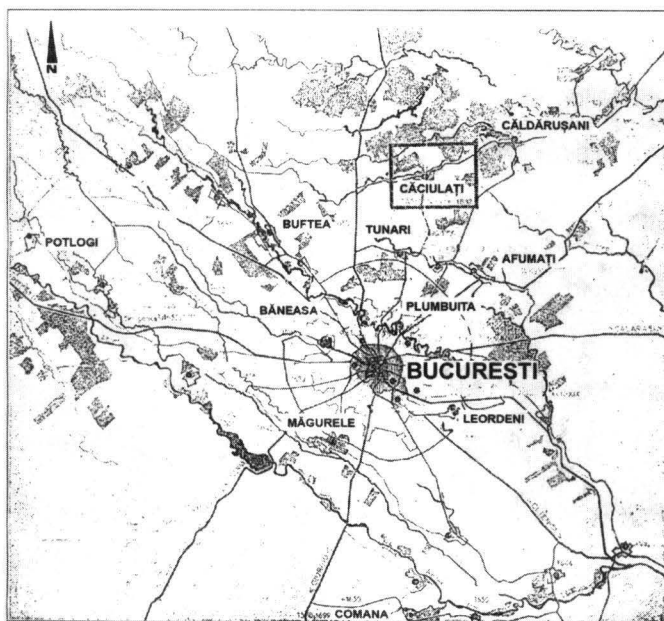 N
CĂLDĂRUȘANI
CĂCIULAȚI
BUFTEA
TUNARI
POTLOGI
AFUMAȚI
BĂNEASA
PLUMBUITA
BUCUREȘTI
LEORDENI
MĂGURELE
COMANA